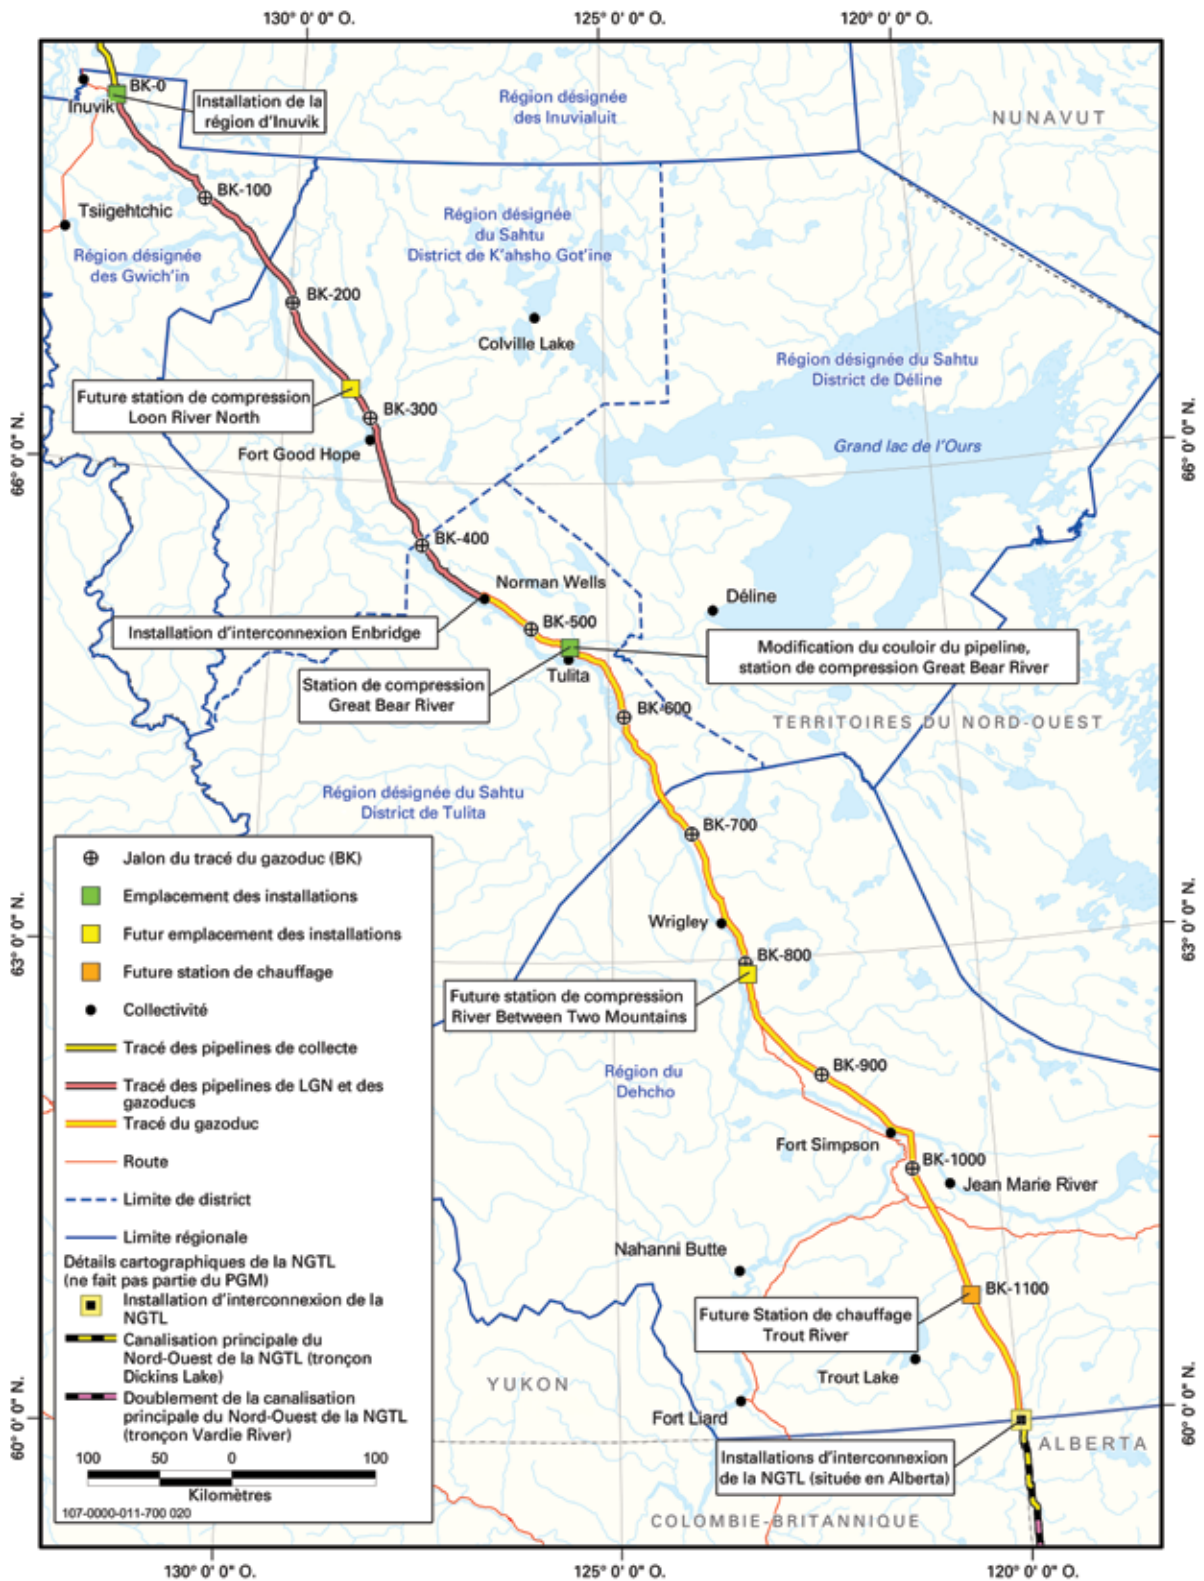 130° 0' 0" O.
125° 0' 0" O.
120° 0' 0" O.
BK-0
Inuvik
Installation de la
région d'Inuvik
Région désignée
des Inuvialuit
NUNAVUT
BK-100
Tsiigehtchic
Région désignée
des Gwich'in
Région désignée
du Sahtu
District de K'ahsho Got'ine
BK-200
Colville Lake
Région désignée du Sahtu
District de Déline
Future station de compression
Loon River North
BK-300
Fort Good Hope
Grand lac de l'Ours
66° 0' 0" N.
66° 0' 0" N.
BK-400
Norman Wells
Déline
Installation d'interconnexion Enbridge
BK-500
Modification du couloir du pipeline,
station de compression Great Bear River
Tulita
Station de compression
Great Bear River
BK-600
TERRITOIRES DU NORD-OUEST
Région désignée du Sahtu
District de Tulita
BK-700
Wrigley
63° 0' 0" N.
63° 0' 0" N.
BK-800
Future station de compression
River Between Two Mountains
Région du
Dehcho
BK-900
Fort Simpson
BK-1000
Jean Marie River
Nahanni Butte
BK-1100
Future Station de chauffage
Trout River
Trout Lake
YUKON
Fort Liard
60° 0' 0" N.
60° 0' 0" N.
ALBERTA
Installations d'interconnexion
de la NGTL (située en Alberta)
COLOMBIE-BRITANNIQUE
Jalon du tracé du gazoduc (BK)
Emplacement des installations
Futur emplacement des installations
Future station de chauffage
Collectivité
Tracé des pipelines de collecte
Tracé des pipelines de LGN et des
gazoducs
Tracé du gazoduc
Route
Limite de district
Limite régionale
Détails cartographiques de la NGTL
(ne fait pas partie du PGM)
Installation d'interconnexion de la
NGTL
Canalisation principale du
Nord-Ouest de la NGTL (tronçon
Dickins Lake)
Doublement de la canalisation
principale du Nord-Ouest de la NGTL
(tronçon Vardie River)
100 50 0 100
Kilomètres
107-0000-011-700 020
130° 0' 0" O.
125° 0' 0" O.
120° 0' 0" O.